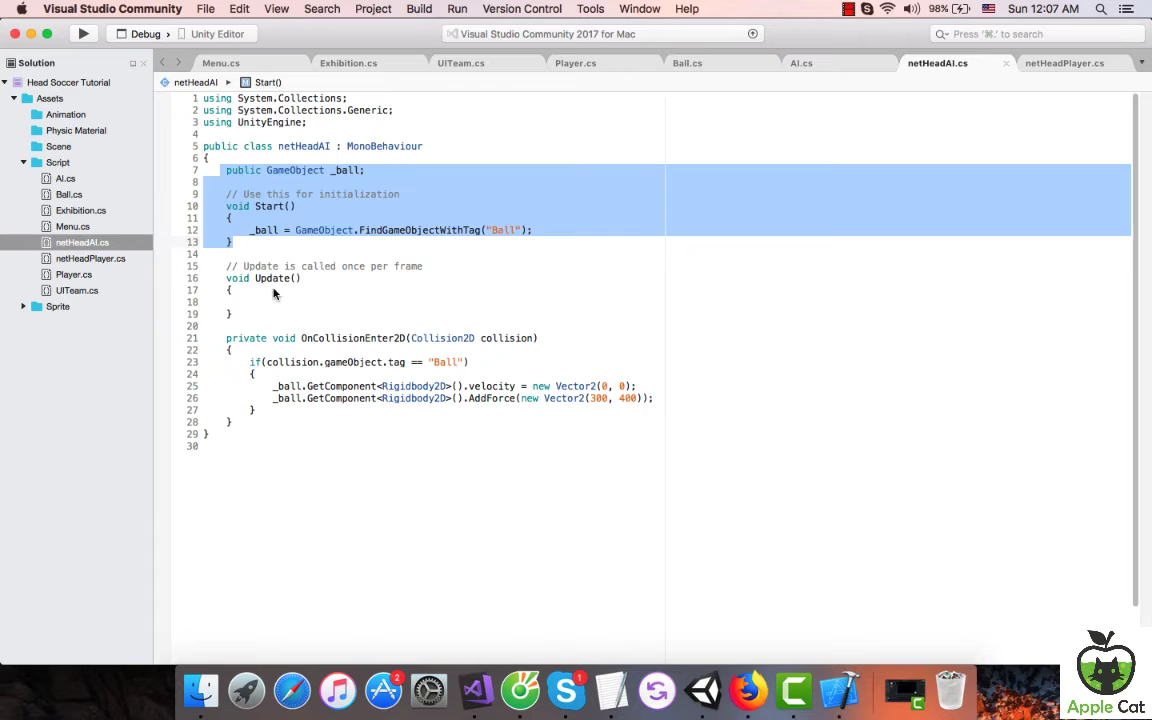 Visual Studio Community File Edit View Search Project Build Run Version Control Tools Window Help 98% Sun 12:07 AM
Debug › Unity Editor Visual Studio Community 2017 for Mac Press '⌘.' to search
Solution
Menu.cs Exhibition.cs UITeam.cs Player.cs Ball.cs AI.cs netHeadAI.cs netHeadPlayer.cs
netHeadAI Start()
Head Soccer Tutorial
Assets
Animation
Physic Material
Scene
Script
AI.cs
Ball.cs
Exhibition.cs
Menu.cs
netHeadAI.cs
netHeadPlayer.cs
Player.cs
UITeam.cs
Sprite
1 using System.Collections;
2 using System.Collections.Generic;
3 using UnityEngine;
4
5 public class netHeadAI : MonoBehaviour
6 {
7 public GameObject _ball;
8
9 // Use this for initialization
10 void Start()
11 {
12 _ball = GameObject.FindGameObjectWithTag("Ball");
13 }
14
15 // Update is called once per frame
16 void Update()
17 {
18
19 }
20
21 private void OnCollisionEnter2D(Collision2D collision)
22 {
23 if(collision.gameObject.tag == "Ball")
24 {
25 _ball.GetComponent<Rigidbody2D>().velocity = new Vector2(0, 0);
26 _ball.GetComponent<Rigidbody2D>().AddForce(new Vector2(300, 400));
27 }
28 }
29 }
30
2
1
Apple Cat